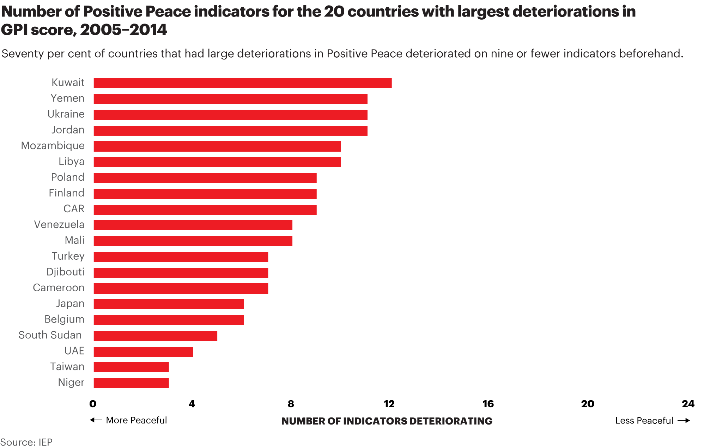 Number of Positive Peace indicators for the 20 countries with largest deteriorations in
GPI score, 2005–2014
Seventy per cent of countries that had large deteriorations in Positive Peace deteriorated on nine or fewer indicators beforehand.
Kuwait
Yemen
Ukraine
Jordan
Mozambique
Libya
Poland
Finland
CAR
Venezuela
Mali
Turkey
Djibouti
Cameroon
Japan
Belgium
South Sudan
UAE
Taiwan
Niger
0 4 8 12 16 20 24
← More Peaceful NUMBER OF INDICATORS DETERIORATING Less Peaceful →
Source: IEP